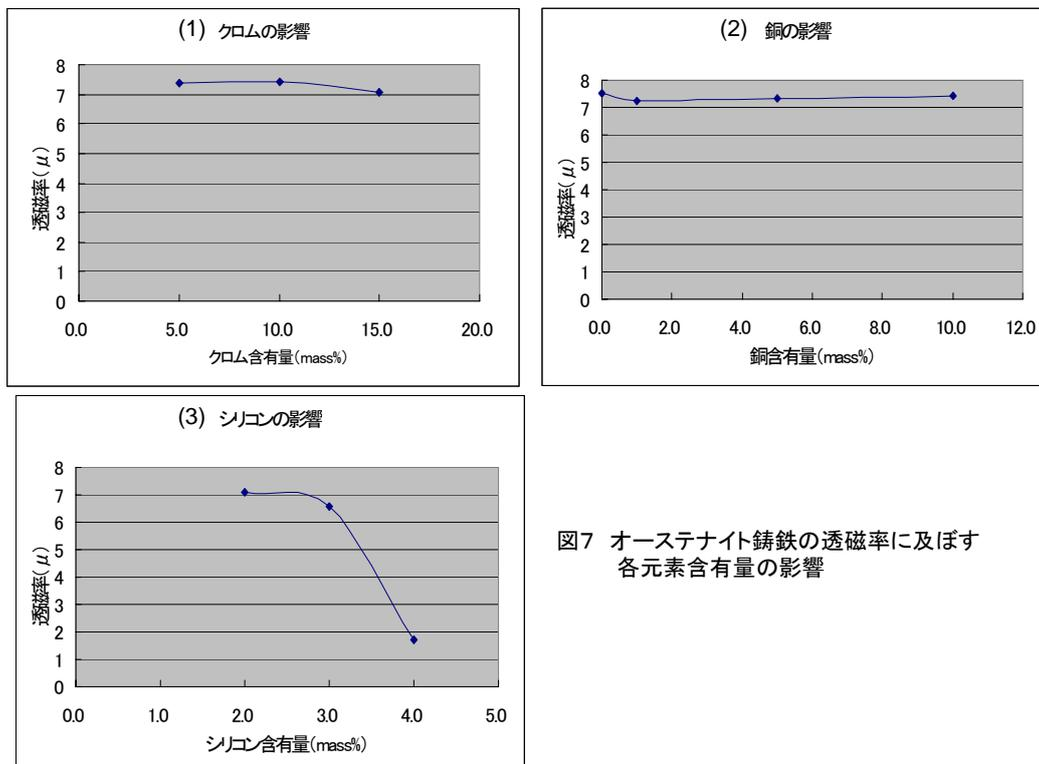 (1) クロムの影響
8
7
6
5
4
3
2
1
0
透磁率(μ)
0.0 5.0 10.0 15.0 20.0
クロム含有量(mass%)
(2) 銅の影響
8
7
6
5
4
3
2
1
0
透磁率(μ)
0.0 2.0 4.0 6.0 8.0 10.0 12.0
銅含有量(mass%)
(3) シリコンの影響
8
7
6
5
4
3
2
1
0
透磁率(μ)
0.0 1.0 2.0 3.0 4.0 5.0
シリコン含有量(mass%)
図7 オーステナイト鋳鉄の透磁率に及ぼす
各元素含有量の影響